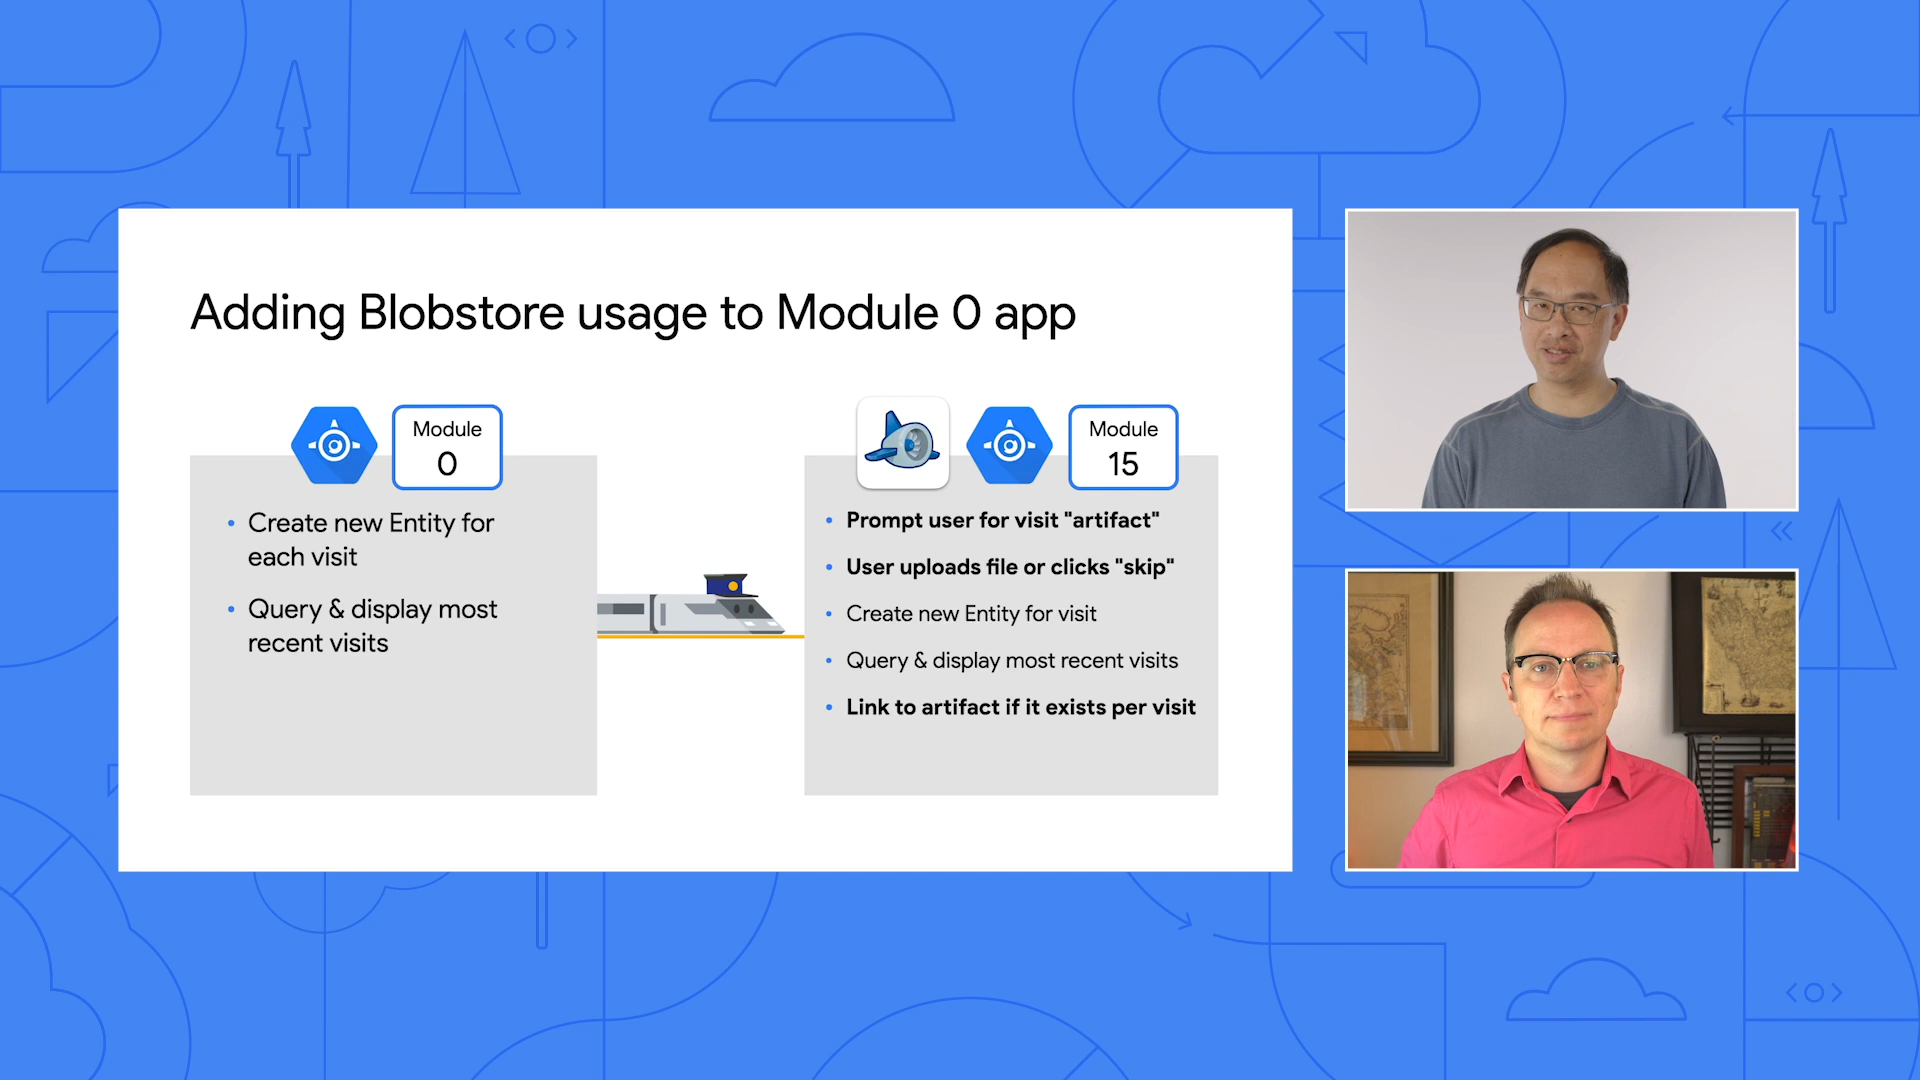 Adding Blobstore usage to Module 0 app
Module
0
Create new Entity for
each visit
Query & display most
recent visits
Module
15
Prompt user for visit "artifact"
User uploads file or clicks "skip"
Create new Entity for visit
Query & display most recent visits
Link to artifact if it exists per visit